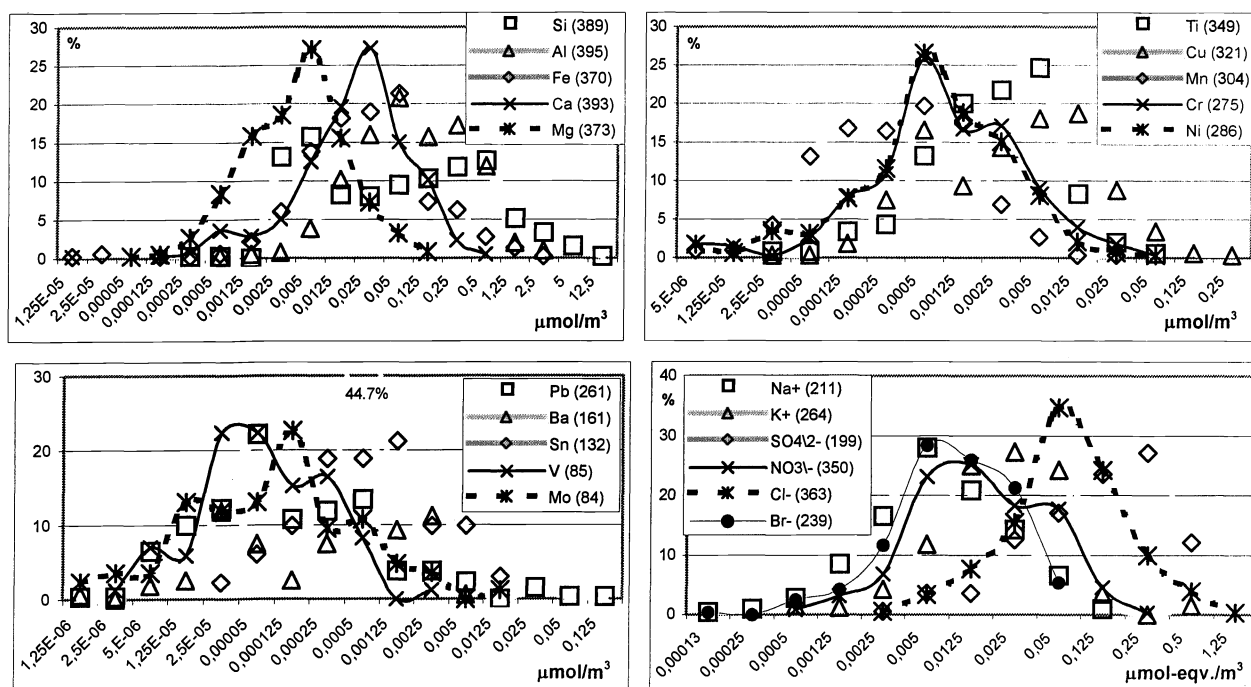 30
25
20
15
10
5
0
%
Si (389)
Al (395)
Fe (370)
Ca (393)
Mg (373)
1,25E-05
2,5E-05
0,00005
0,000125
0,00025
0,0005
0,00125
0,0025
0,005
0,0125
0,025
0,05
0,125
0,25
0,5
1,25
2,5
5
12,5
µmol/m³
30
25
20
15
10
5
0
%
Ti (349)
Cu (321)
Mn (304)
Cr (275)
Ni (286)
5,E-06
1,25E-05
2,5E-05
0,00005
0,000125
0,00025
0,0005
0,00125
0,0025
0,005
0,0125
0,025
0,05
0,125
0,25
µmol/m³
30
20
10
0
44.7%
Pb (261)
Ba (161)
Sn (132)
V (85)
Mo (84)
1,25E-06
2,5E-06
5,E-06
1,25E-05
2,5E-05
0,00005
0,000125
0,00025
0,0005
0,00125
0,0025
0,005
0,0125
0,025
0,05
0,125
µmol/m³
40
30
20
10
0
%
Na+ (211)
K+ (264)
SO4\2- (199)
NO3\- (350)
Cl- (363)
Br- (239)
0,00013
0,00025
0,0005
0,00125
0,0025
0,005
0,0125
0,025
0,05
0,125
0,25
0,5
1,25
µmol-eqv./m³